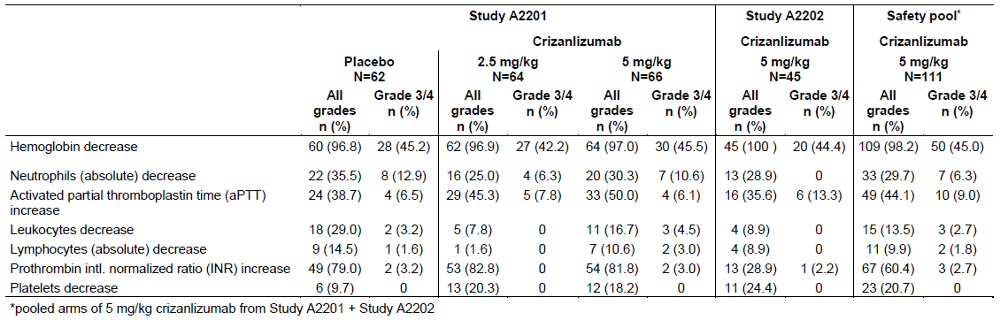 Study A2201 Study A2202 Safety pool*
Crizanlizumab Crizanlizumab Crizanlizumab
Placebo 2.5 mg/kg 5 mg/kg 5 mg/kg 5 mg/kg
N=62 N=64 N=66 N=45 N=111
All Grade 3/4 All Grade 3/4 All Grade 3/4 All Grade 3/4 All Grade 3/4
grades n (%) grades n (%) grades n (%) grades n (%) grades n (%)
n (%) n (%) n (%) n (%) n (%)
Hemoglobin decrease 60 (96.8) 28 (45.2) 62 (96.9) 27 (42.2) 64 (97.0) 30 (45.5) 45 (100 ) 20 (44.4) 109 (98.2) 50 (45.0)
Neutrophils (absolute) decrease 22 (35.5) 8 (12.9) 16 (25.0) 4 (6.3) 20 (30.3) 7 (10.6) 13 (28.9) 0 33 (29.7) 7 (6.3)
Activated partial thromboplastin time (aPTT) 24 (38.7) 4 (6.5) 29 (45.3) 5 (7.8) 33 (50.0) 4 (6.1) 16 (35.6) 6 (13.3) 49 (44.1) 10 (9.0)
increase
Leukocytes decrease 18 (29.0) 2 (3.2) 5 (7.8) 0 11 (16.7) 3 (4.5) 4 (8.9) 0 15 (13.5) 3 (2.7)
Lymphocytes (absolute) decrease 9 (14.5) 1 (1.6) 1 (1.6) 0 7 (10.6) 2 (3.0) 4 (8.9) 0 11 (9.9) 2 (1.8)
Prothrombin intl. normalized ratio (INR) increase 49 (79.0) 2 (3.2) 53 (82.8) 0 54 (81.8) 2 (3.0) 13 (28.9) 1 (2.2) 67 (60.4) 3 (2.7)
Platelets decrease 6 (9.7) 0 13 (20.3) 0 12 (18.2) 0 11 (24.4) 0 23 (20.7) 0
*pooled arms of 5 mg/kg crizanlizumab from Study A2201 + Study A2202